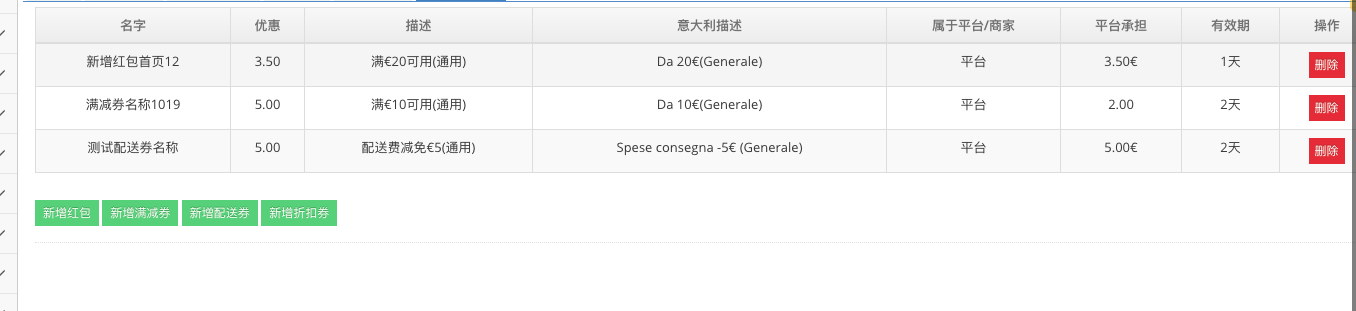 名字 优惠 描述 意大利描述 属于平台/商家 平台承担 有效期 操作
新增红包首页12 3.50 满€20可用(通用) Da 20€(Generale) 平台 3.50€ 1天 删除
满减券名称1019 5.00 满€10可用(通用) Da 10€(Generale) 平台 2.00 2天 删除
测试配送券名称 5.00 配送费减免€5(通用) Spese consegna -5€ (Generale) 平台 5.00€ 2天 删除
新增红包 新增满减券 新增配送券 新增折扣券